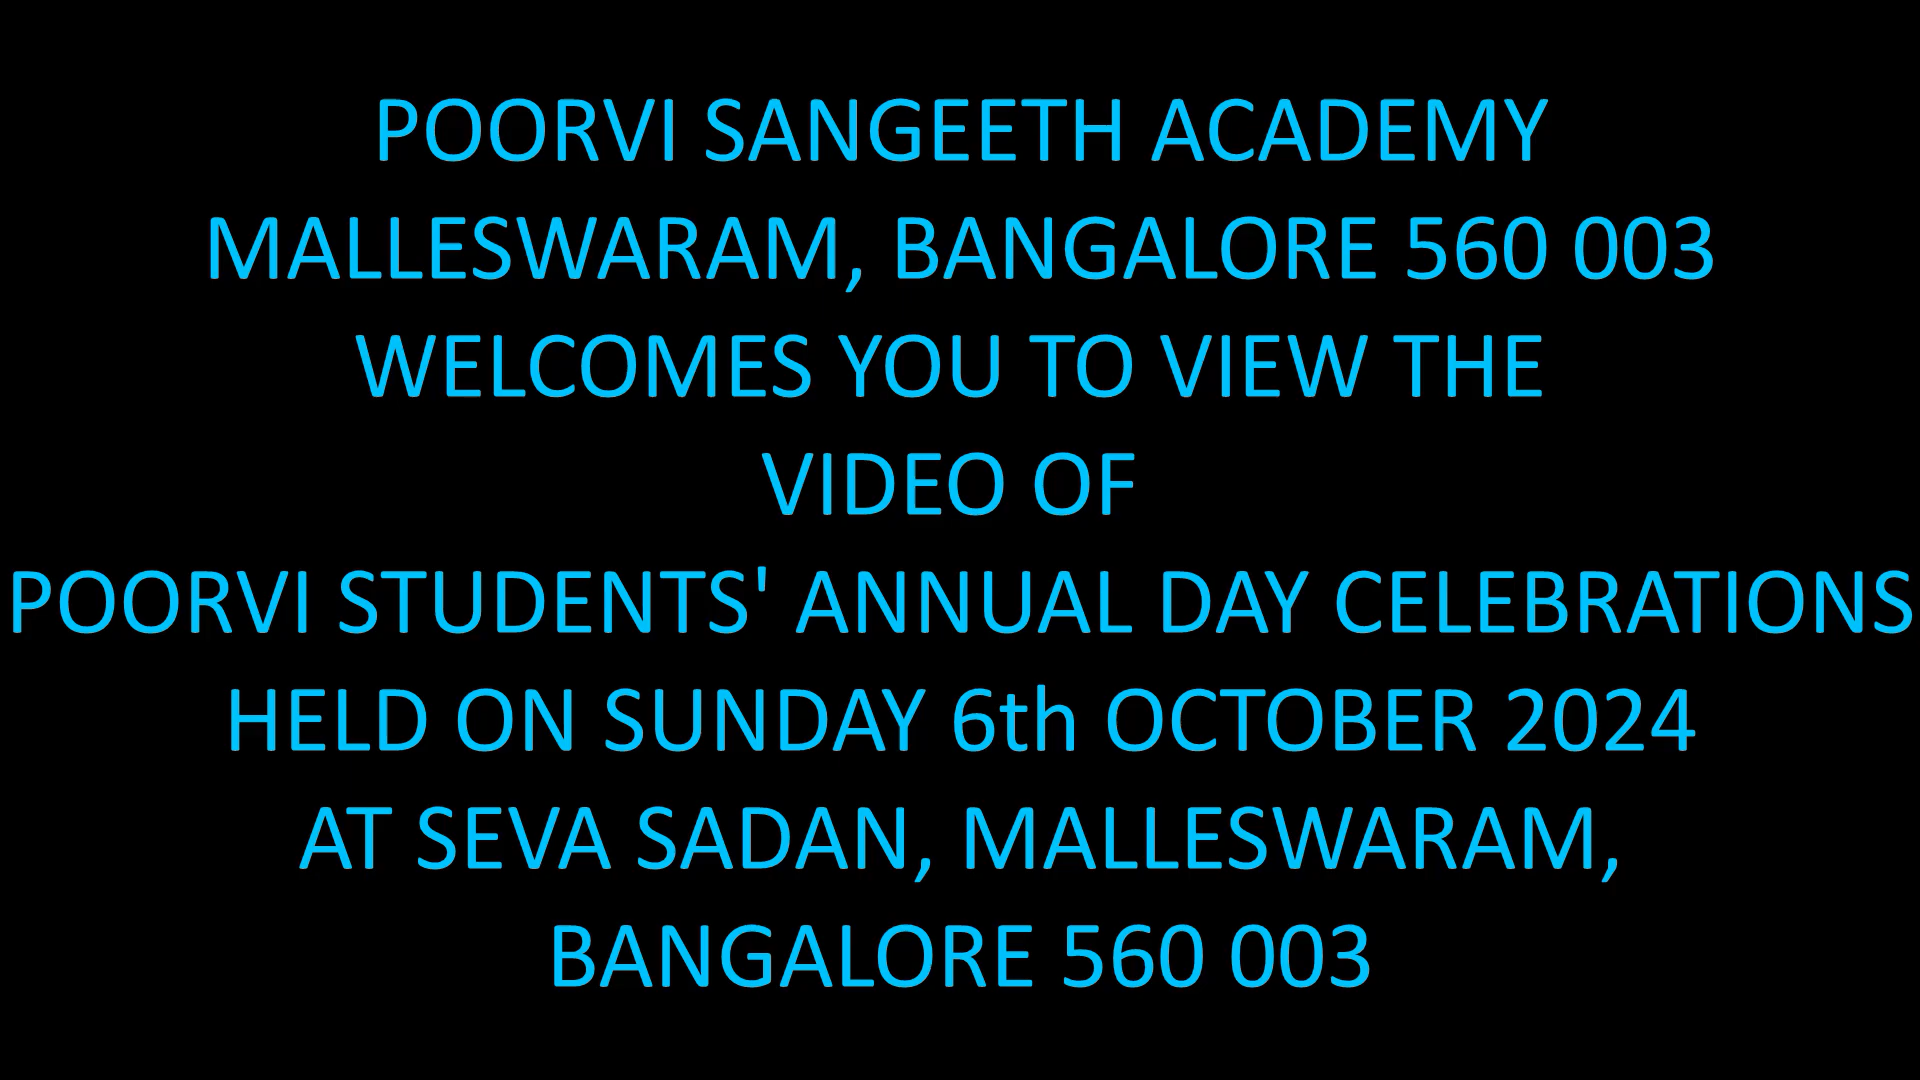 POORVI SANGEETH ACADEMY
MALLESWARAM, BANGALORE 560 003
WELCOMES YOU TO VIEW THE
VIDEO OF
POORVI STUDENTS' ANNUAL DAY CELEBRATIONS
HELD ON SUNDAY 6th OCTOBER 2024
AT SEVA SADAN, MALLESWARAM,
BANGALORE 560 003